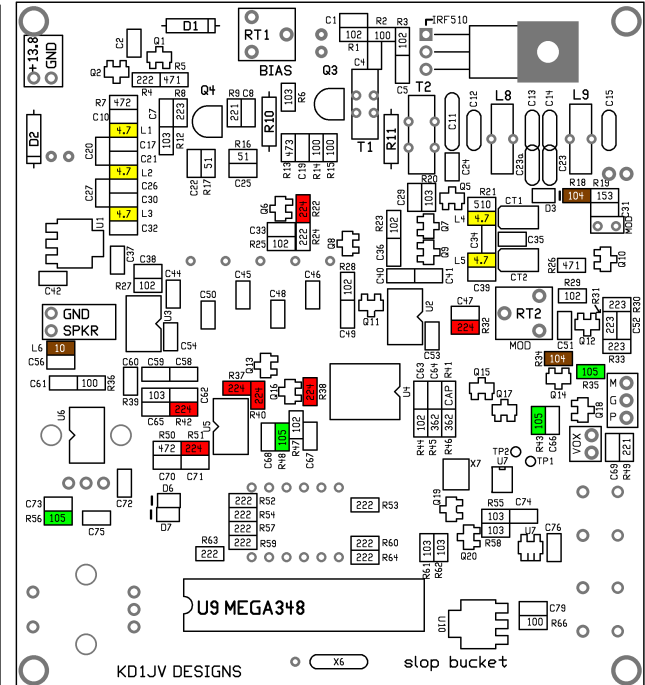 D1
RT1
BIAS
C1
R2
R3
102
100
102
R1
C4
IRF510
+13.8
GND
C2
Q1
Q2
222
471
R4
Q4
Q3
C5
T2
R7
472
C10
C7
R8
223
R9
C8
221
R6
103
R10
R11
T1
C11
C12
L8
C13
C14
L9
C15
D2
4.7
L1
103
R12
C17
C20
C21
4.7
L2
C26
C27
C30
4.7
L3
C32
C22
51
R17
R16
51
C25
473
100
100
R13
C19
R14
R15
C24
C23a
C23
R18
R19
104
153
D3
C31
MOD
R20
C29
103
Q5
R21
510
L4
4.7
CT1
C34
C35
L5
4.7
CT2
C39
Q6
224
R22
C33
R25
102
222
R24
Q8
R23
102
C36
C40
C41
Q7
Q9
U1
C37
C42
C38
R27
102
C44
U3
C54
C50
C45
C48
C46
R28
102
C49
Q11
U2
C53
C47
224
R32
R26
471
Q10
R29
102
RT2
MOD
C51
Q12
R31
223
223
223
R30
C52
R33
GND
SPKR
L6
10
C56
C61
100
R36
C60
R39
C59
C58
103
C62
C65
224
R42
R37
224
224
R40
U5
Q13
Q16
224
R38
C68
105
R48
102
R47
C67
U4
C63
C64
R41
CAP
102
362
362
R44
R45
R46
Q15
Q17
R34
104
Q14
105
R35
M
G
P
Q18
105
R43
C66
VOX
221
C69
R49
U6
R50
R51
472
224
C70
C71
C72
C73
R56
105
C75
D6
D7
222
R52
222
R54
222
R57
222
R59
R63
222
222
R53
222
R60
222
R64
X7
TP2
U7
TP1
Q19
R55
C74
103
103
R58
Q20
103
103
R61
R62
U7
C76
U9 MEGA348
U10
C79
100
R66
KD1JV DESIGNS
X6
slop bucket